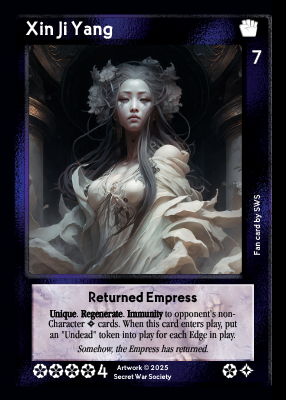 Xin Ji Yang
7
Fan card by SWS
Returned Empress
Unique. Regenerate. Immunity to opponent's non-
Character ✧ cards. When this card enters play, put
an "Undead" token into play for each Edge in play.
Somehow, the Empress has returned.
4
Artwork © 2025
Secret War Society